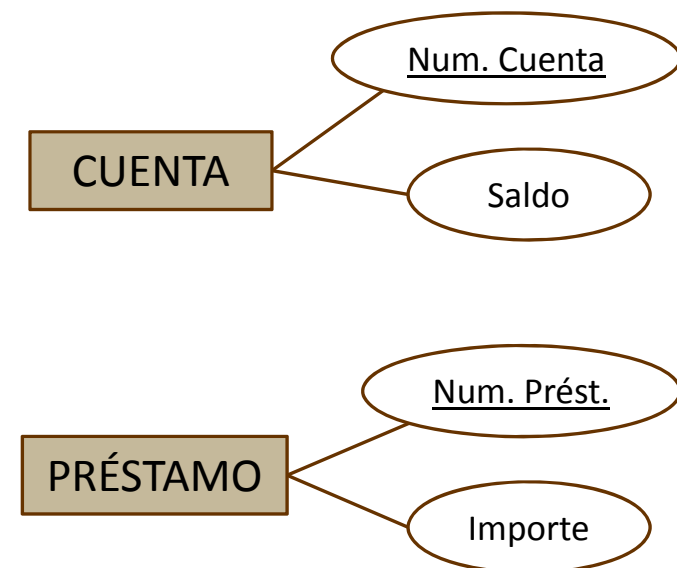 Num. Cuenta
CUENTA
Saldo
Num. Prést.
PRÉSTAMO
Importe